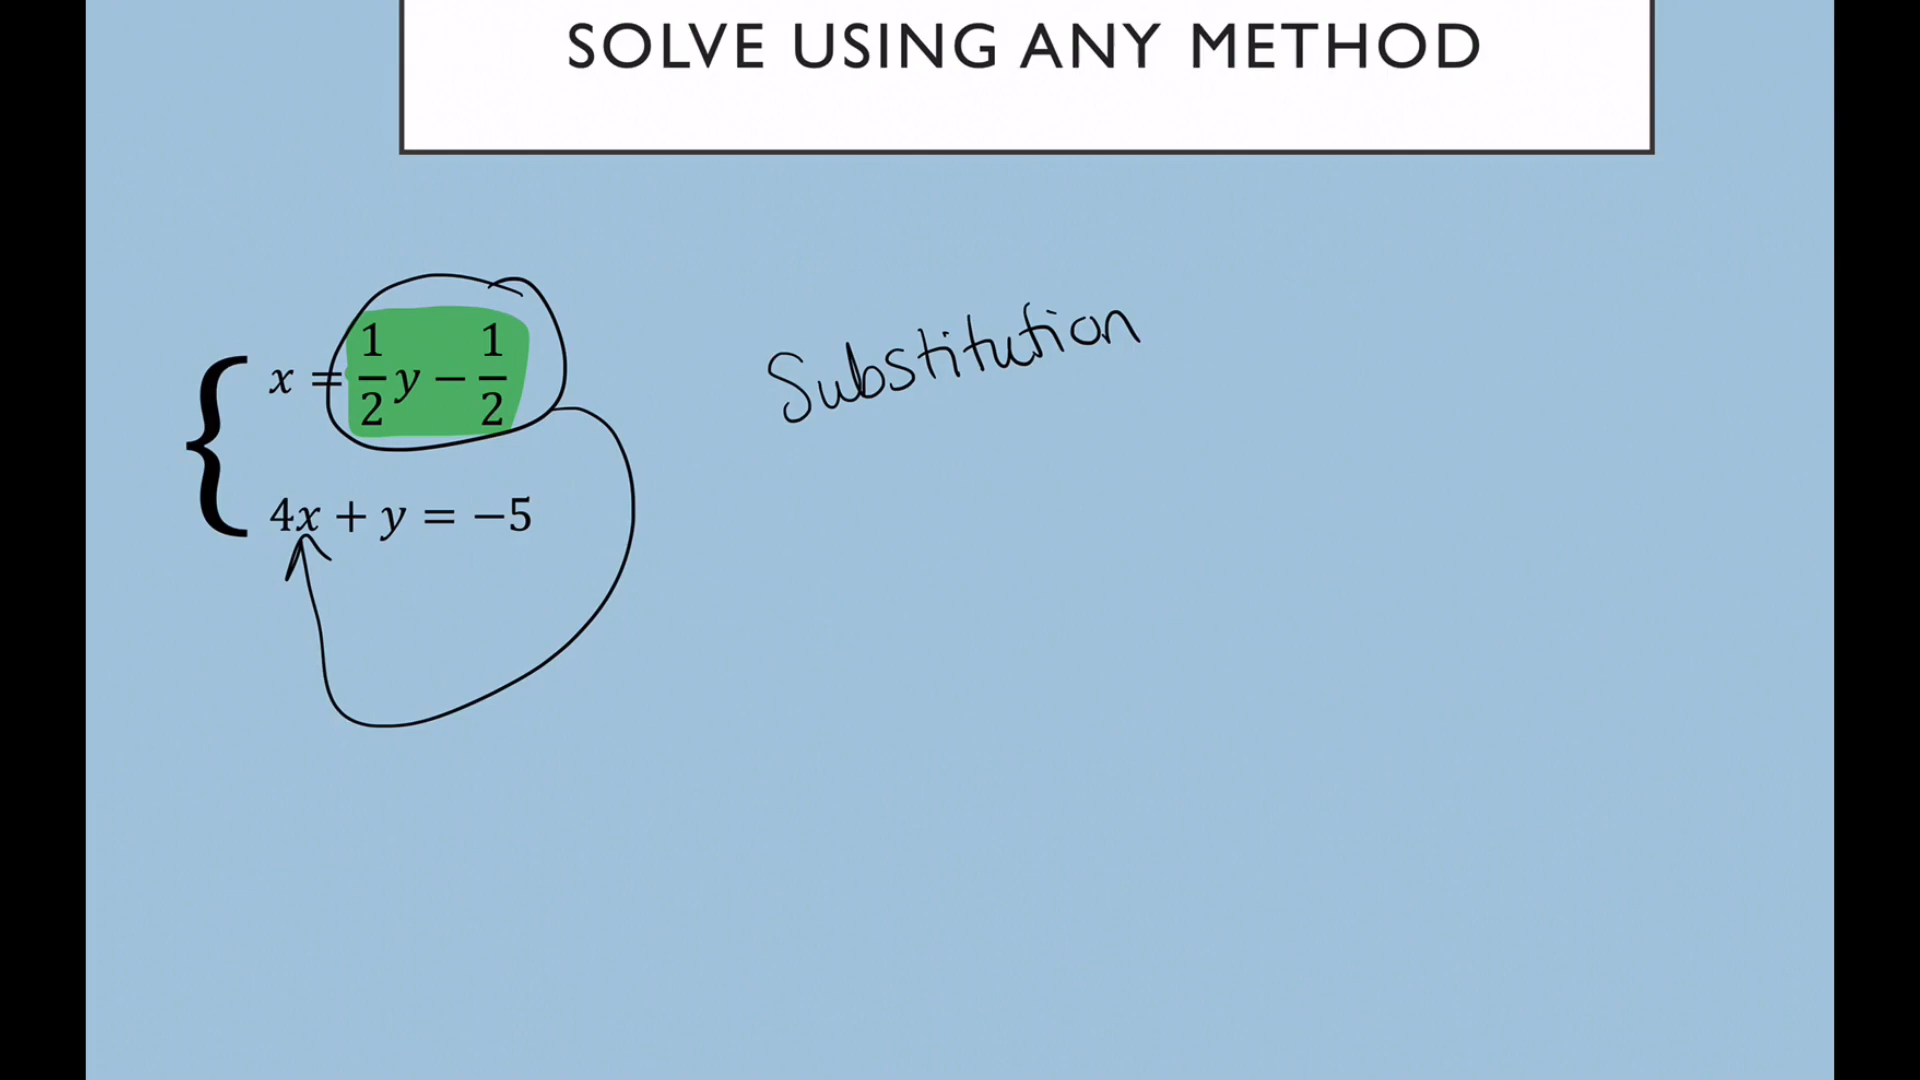 SOLVE USING ANY METHOD
x = 1/2 y − 1/2
Substitution
4x + y = −5